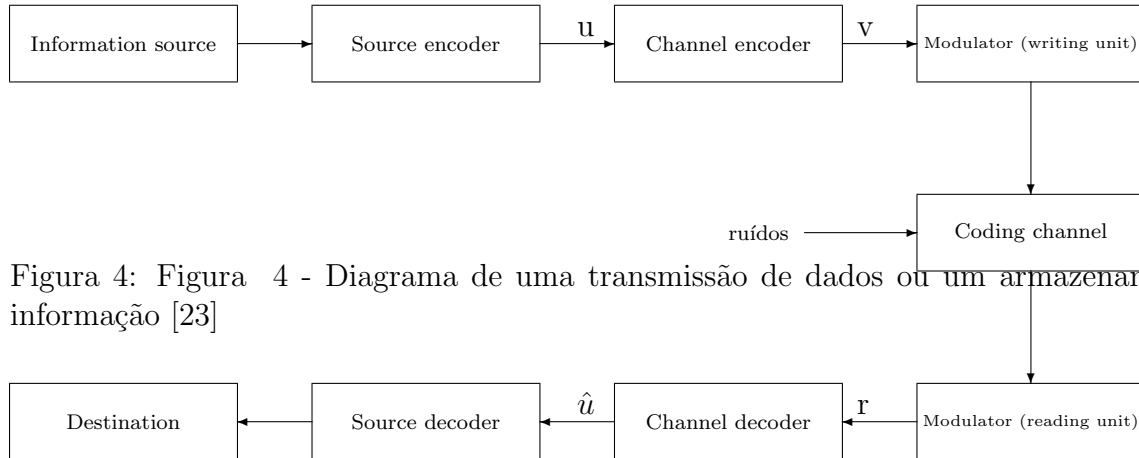 Information source
Source encoder
u
Channel encoder
v
Modulator (writing unit)
ruídos
Coding channel
Figura 4: Figura 4 - Diagrama de uma transmissão de dados ou um armazenar
informação [23]
Destination
Source decoder
û
Channel decoder
r
Modulator (reading unit)